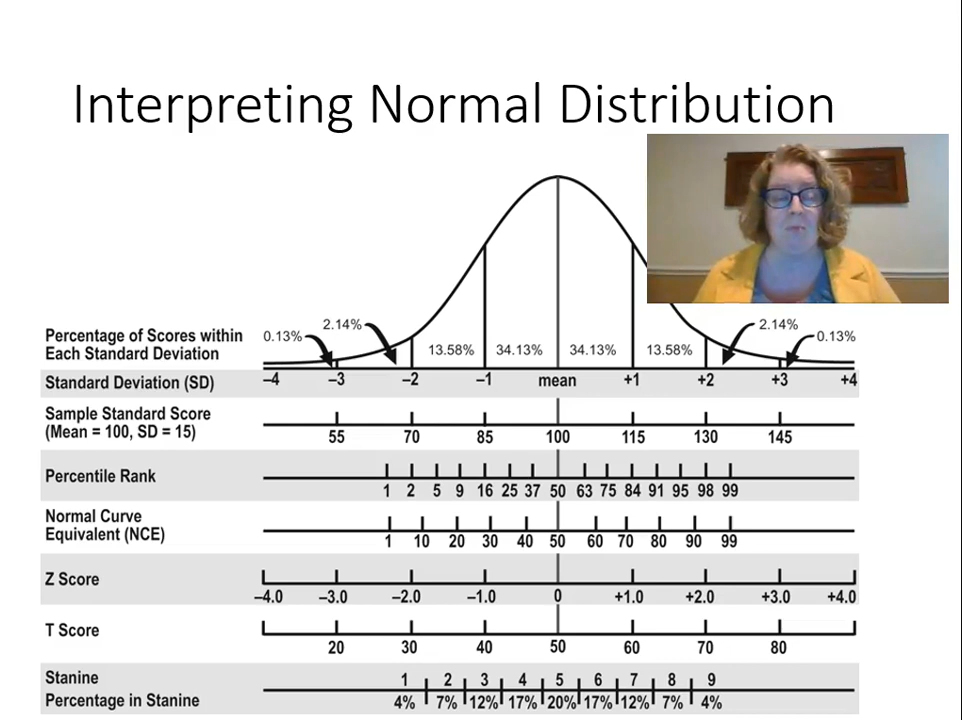 Interpreting Normal Distribution
Percentage of Scores within
Each Standard Deviation
0.13% 2.14% 13.58% 34.13% 34.13% 13.58% 2.14% 0.13%
Standard Deviation (SD) –4 –3 –2 –1 mean +1 +2 +3 +4
Sample Standard Score
(Mean = 100, SD = 15) 55 70 85 100 115 130 145
Percentile Rank 1 2 5 9 16 25 37 50 63 75 84 91 95 98 99
Normal Curve
Equivalent (NCE) 1 10 20 30 40 50 60 70 80 90 99
Z Score –4.0 –3.0 –2.0 –1.0 0 +1.0 +2.0 +3.0 +4.0
T Score 20 30 40 50 60 70 80
Stanine 1 2 3 4 5 6 7 8 9
Percentage in Stanine 4% 7% 12% 17% 20% 17% 12% 7% 4%